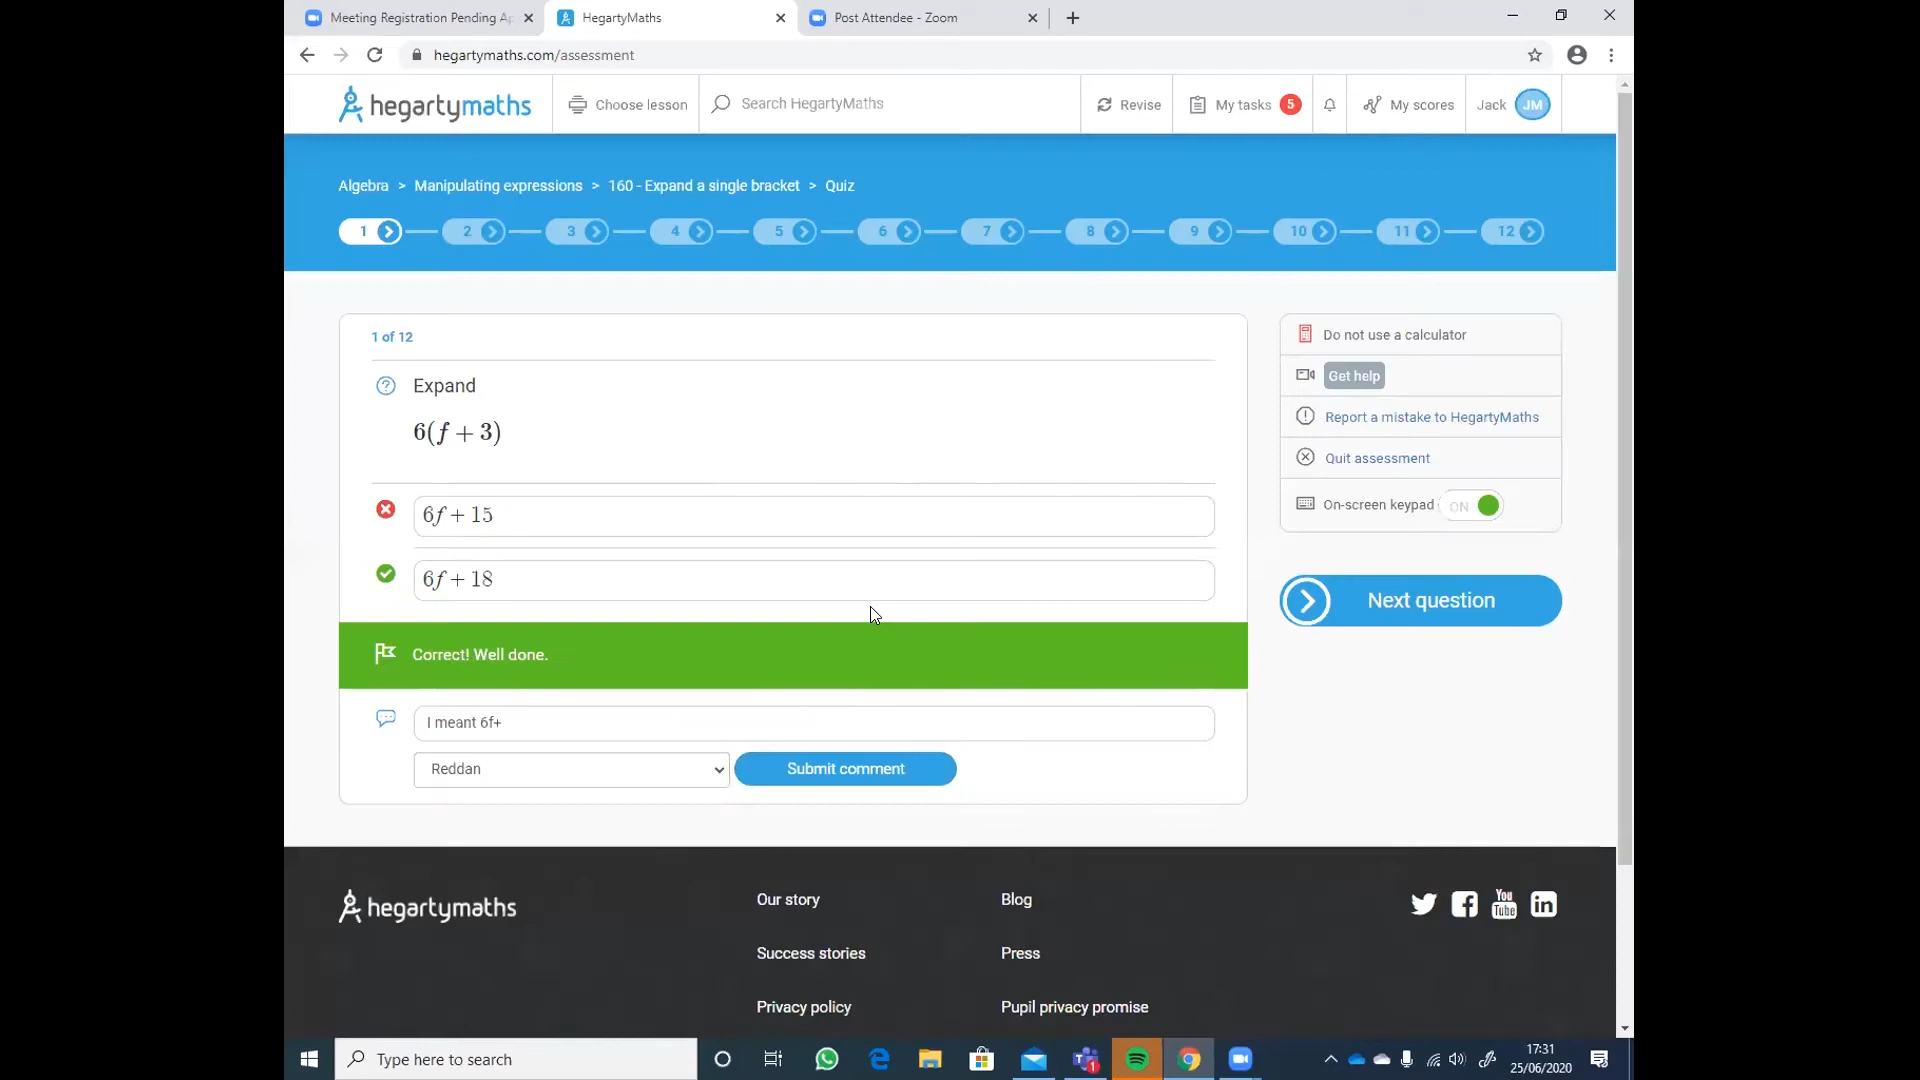 Meeting Registration Pending Ap
HegartyMaths
Post Attendee - Zoom
hegartymaths.com/assessment
hegartymaths
Choose lesson
Search HegartyMaths
Revise
My tasks 5
My scores
Jack JM
Algebra > Manipulating expressions > 160 - Expand a single bracket > Quiz
1 2 3 4 5 6 7 8 9 10 11 12
1 of 12
Expand
6(f + 3)
6f + 15
6f + 18
Correct! Well done.
I meant 6f+
Reddan
Submit comment
Do not use a calculator
Get help
Report a mistake to HegartyMaths
Quit assessment
On-screen keypad ON
Next question
hegartymaths
Our story
Blog
You
Tube
in
Success stories
Press
Privacy policy
Pupil privacy promise
Type here to search
17:31
25/06/2020